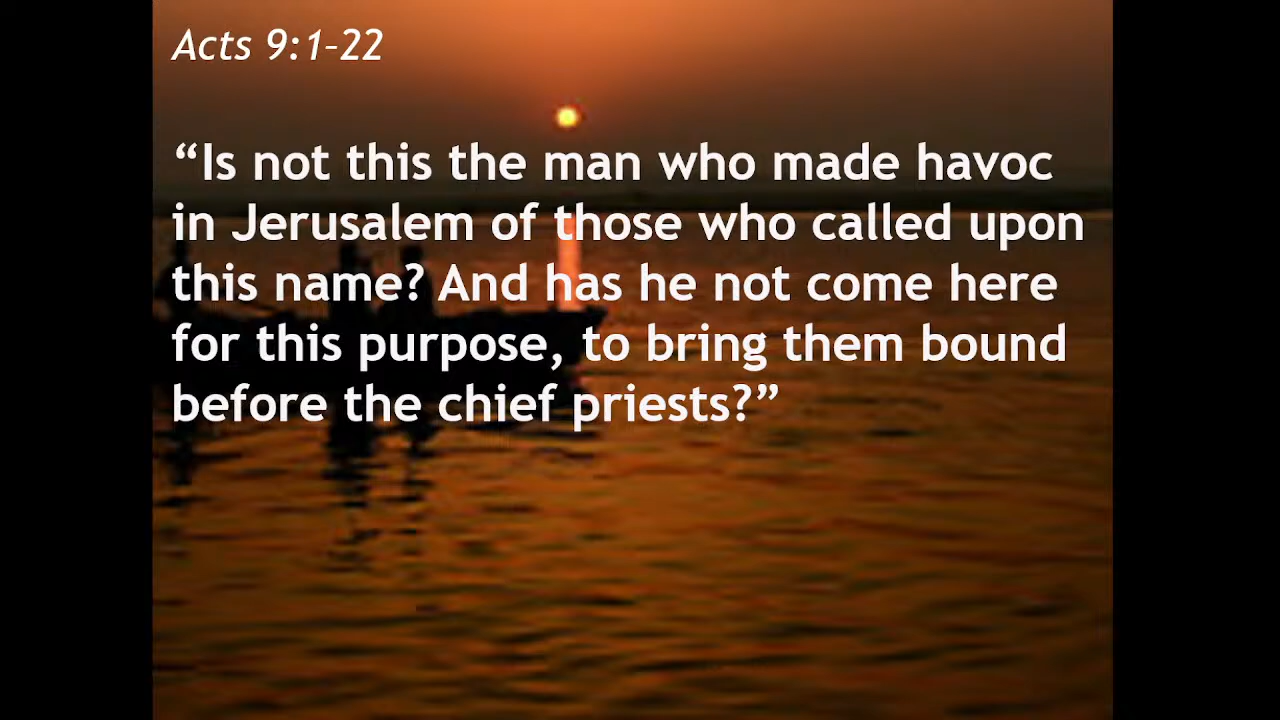 Acts 9:1–22
“Is not this the man who made havoc
in Jerusalem of those who called upon
this name? And has he not come here
for this purpose, to bring them bound
before the chief priests?”